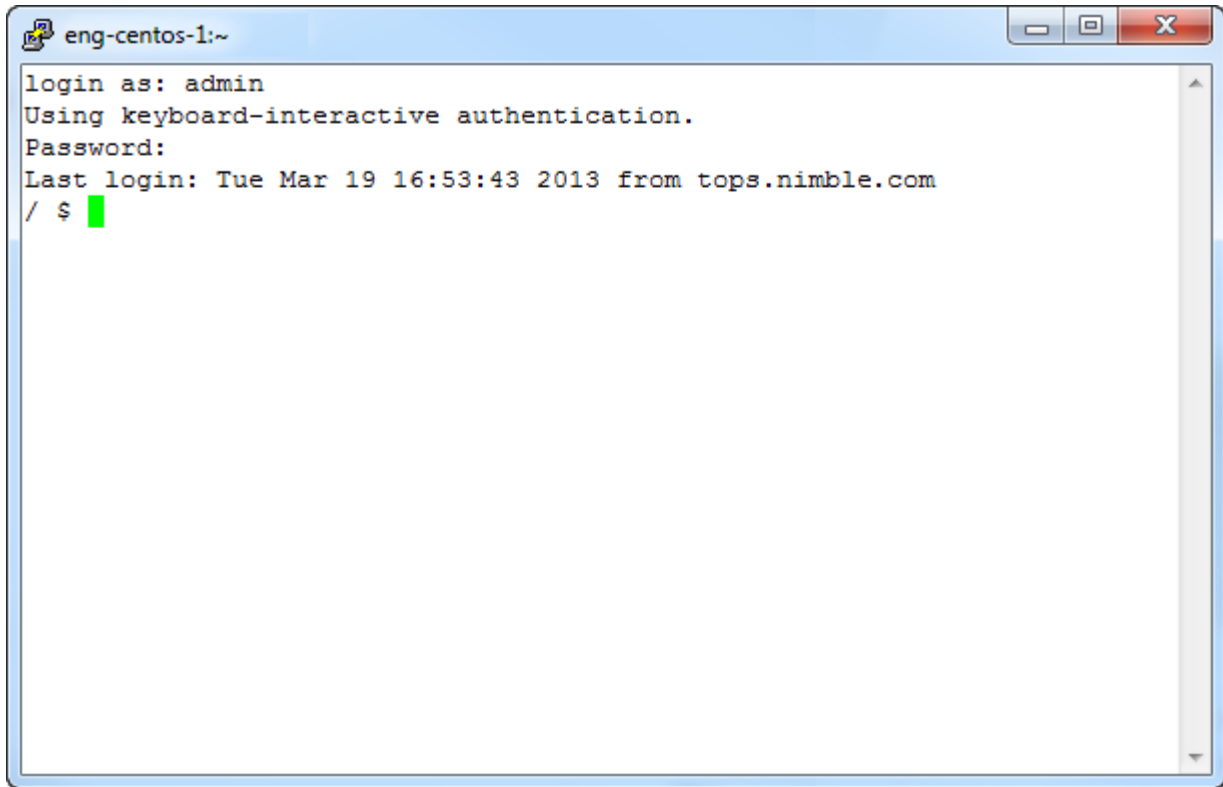 eng-centos-1:~
login as: admin
Using keyboard-interactive authentication.
Password:
Last login: Tue Mar 19 16:53:43 2013 from tops.nimble.com
/ $